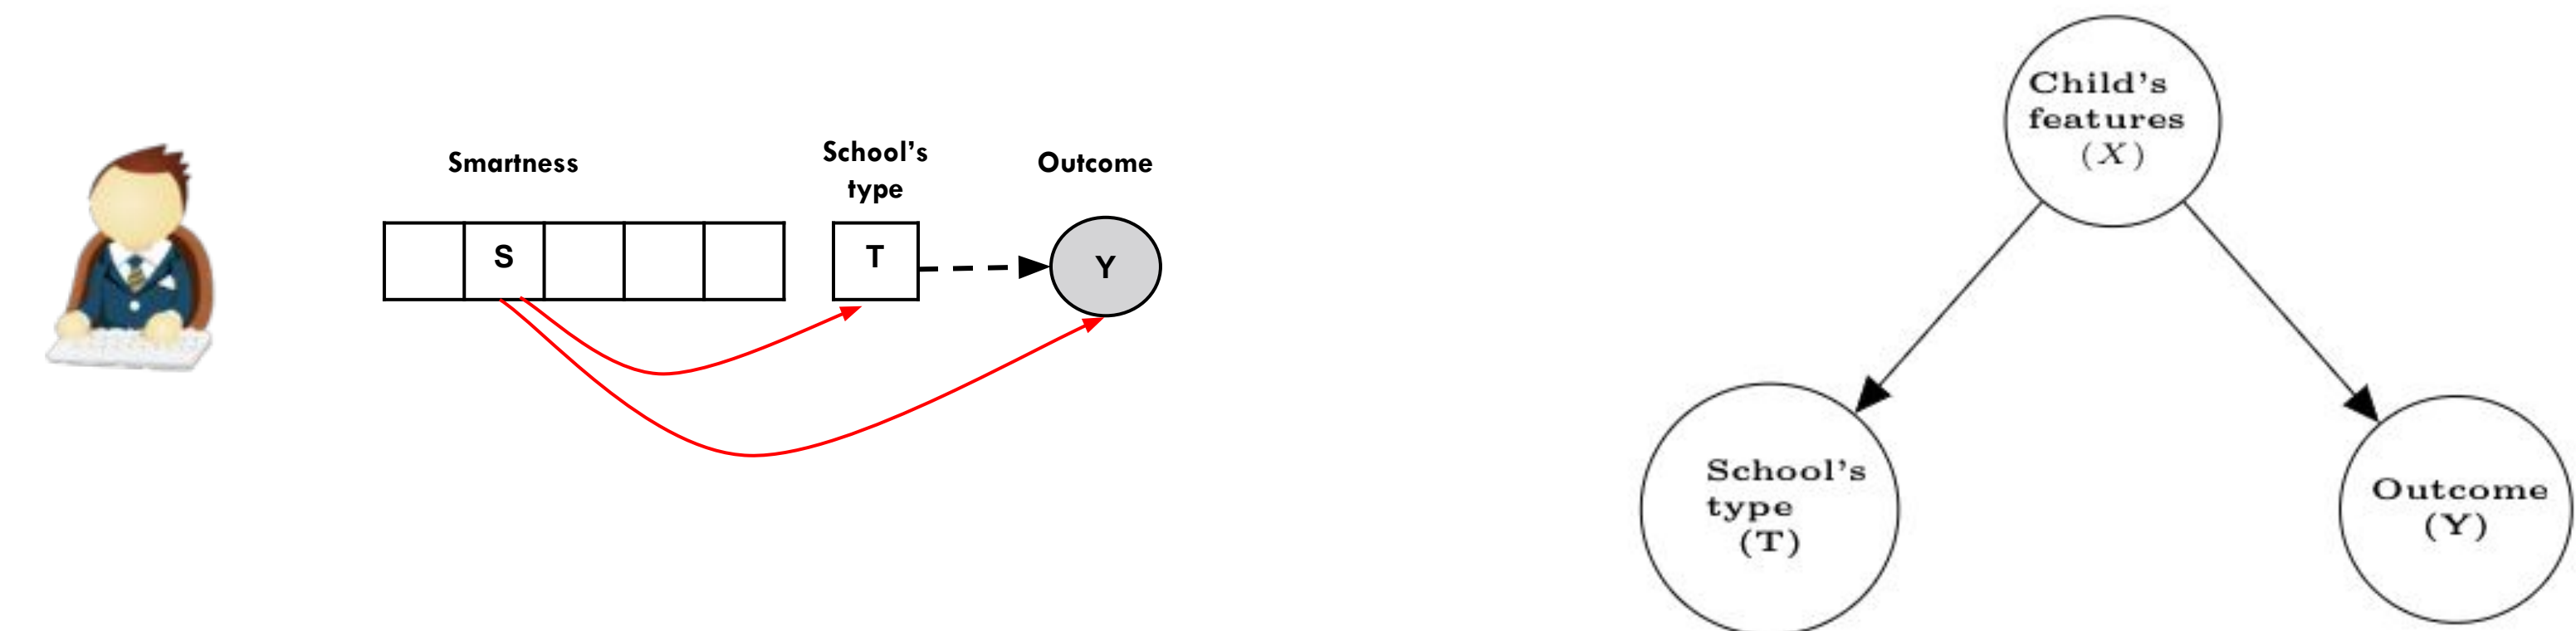 Smartness
School's
type
Outcome
S
T
Y
Child's
features
(X)
School's
type
(T)
Outcome
(Y)